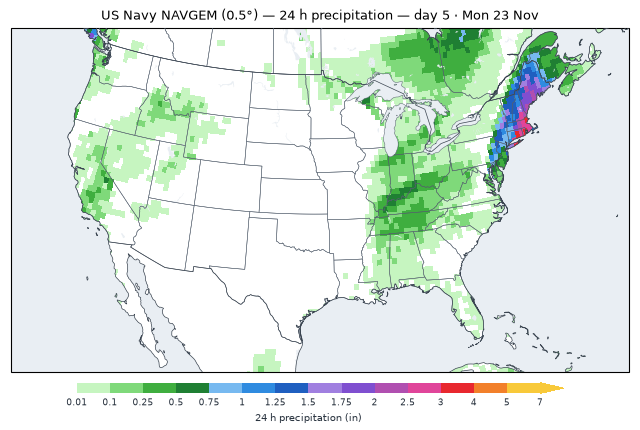 US Navy NAVGEM (0.5°) — 24 h precipitation — day 5 · Mon 23 Nov
0.01 0.1 0.25 0.5 0.75 1 1.25 1.5 1.75 2 2.5 3 4 5 7
24 h precipitation (in)